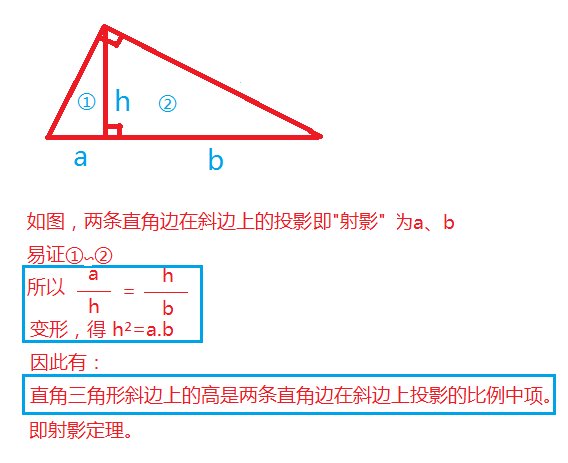 ① h ②
a b
如图，两条直角边在斜边上的投影即"射影" 为a、b
易证①∽②
所以 a/h = h/b
变形，得 h²=a.b
因此有：
直角三角形斜边上的高是两条直角边在斜边上投影的比例中项。
即射影定理。